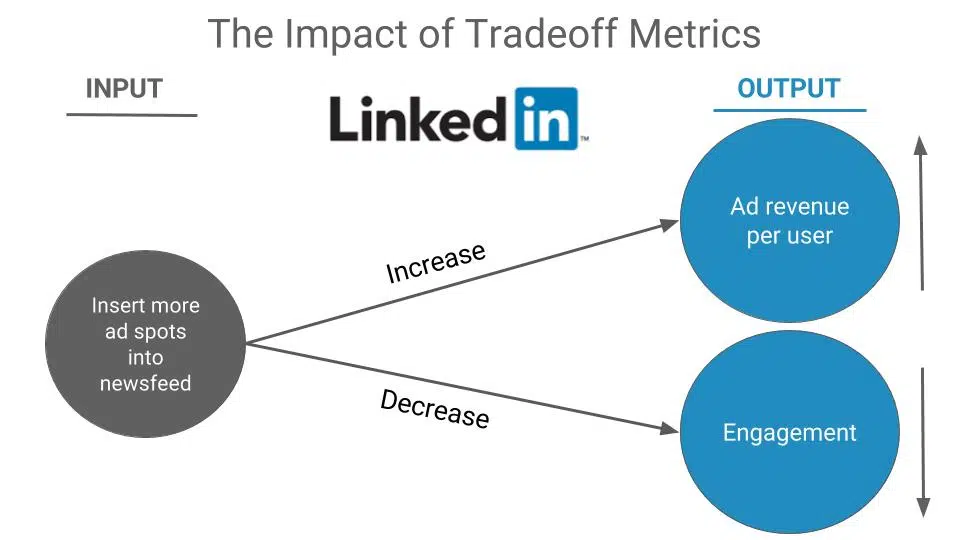 The Impact of Tradeoff Metrics
INPUT
LinkedIn™
OUTPUT
Ad revenue
per user
Increase
Insert more
ad spots
into
newsfeed
Decrease
Engagement